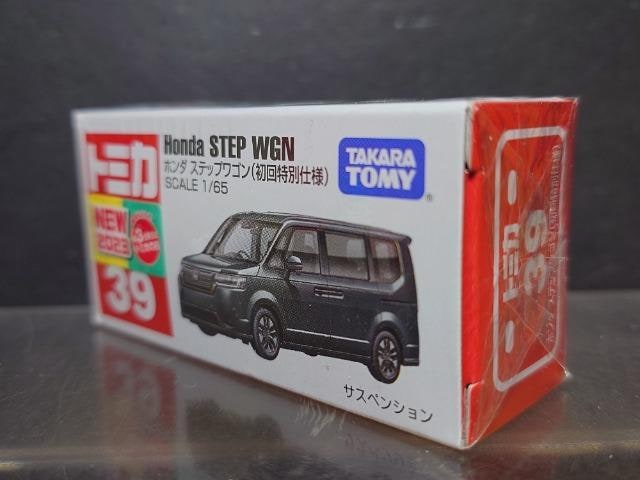 トミカ
Honda STEP WGN
ホンダ ステップワゴン(初回特別仕様)
SCALE 1/65
TAKARA
TOMY
NEW
2023
39
サスペンション
トミカ
39